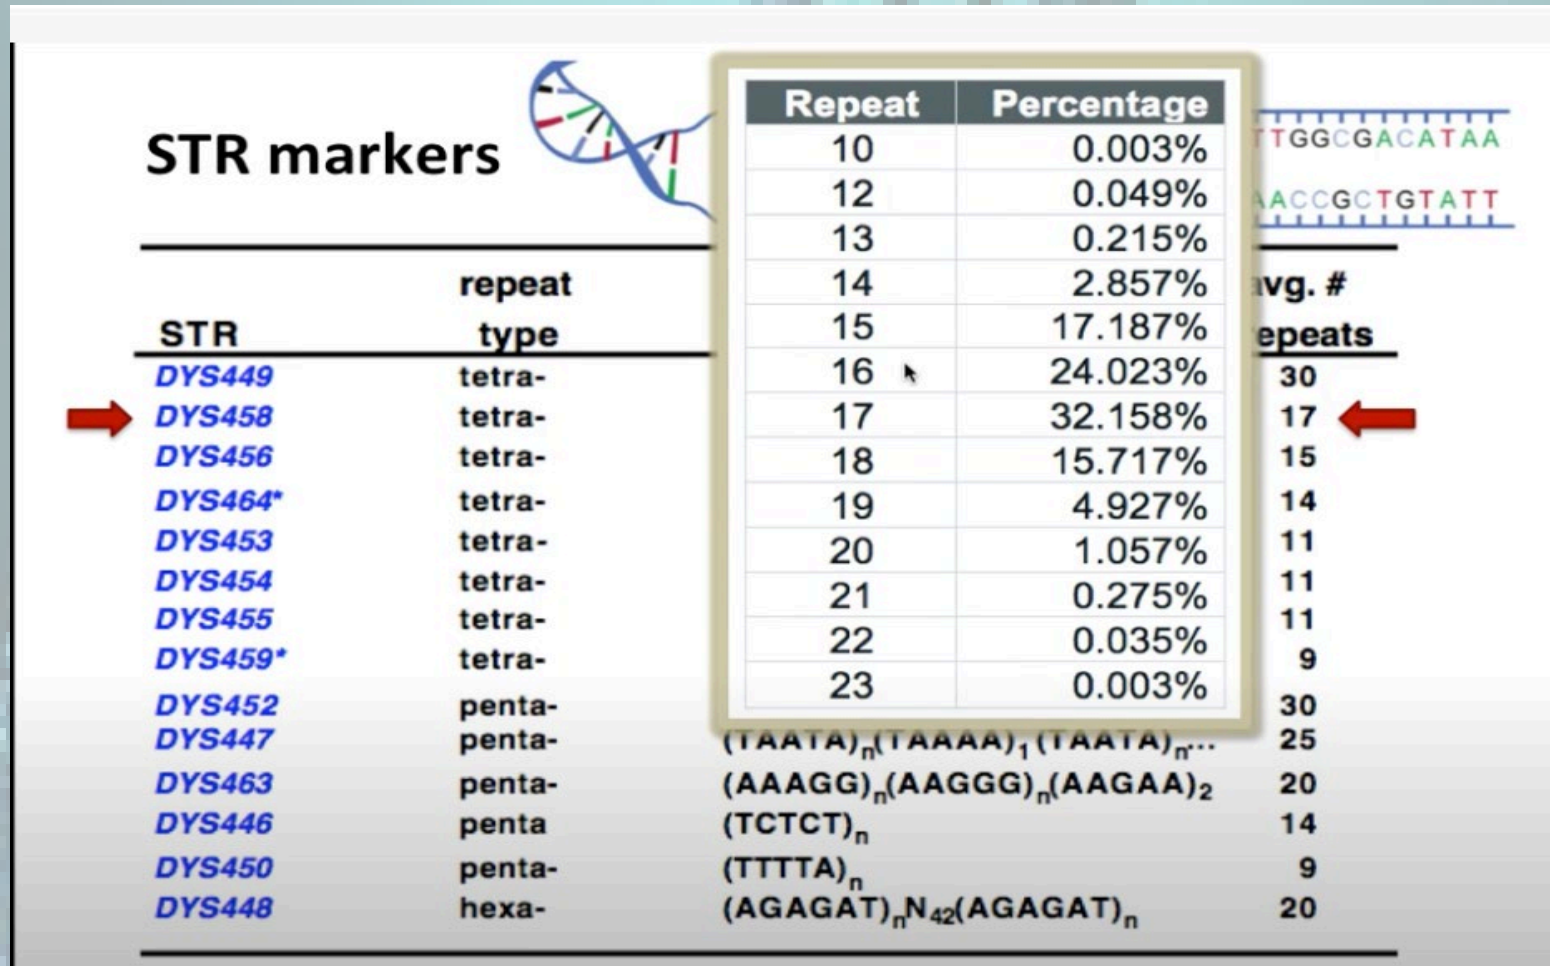 STR markers
TTGGCGACATAA
AACCGCTGTATT
Repeat Percentage
10 0.003%
12 0.049%
13 0.215%
14 2.857%
15 17.187%
16 24.023%
17 32.158%
18 15.717%
19 4.927%
20 1.057%
21 0.275%
22 0.035%
23 0.003%
repeat
STR type
DYS449 tetra- 30
DYS458 tetra- 17
DYS456 tetra- 15
DYS464* tetra- 14
DYS453 tetra- 11
DYS454 tetra- 11
DYS455 tetra- 11
DYS459* tetra- 9
DYS452 penta- 30
DYS447 penta- (TAATA)n(TAAAA)1(TAATA)n... 25
DYS463 penta- (AAAGG)n(AAGGG)n(AAGAA)2 20
DYS446 penta (TCTCT)n 14
DYS450 penta- (TTTTA)n 9
DYS448 hexa- (AGAGAT)nN42(AGAGAT)n 20